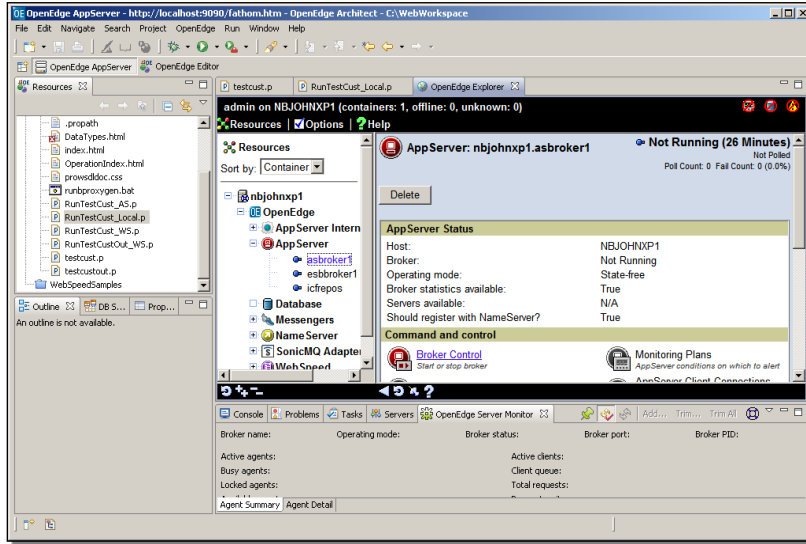 OpenEdge AppServer - http://localhost:9090/fathom.htm - OpenEdge Architect - C:\WebWorkspace
File Edit Navigate Search Project OpenEdge Run Window Help
OpenEdge AppServer OpenEdge Editor
Resources
testcust.p RunTestCust_Local.p OpenEdge Explorer
.propath
DataTypes.html
index.html
OperationIndex.html
prowsdldoc.css
runbproxygen.bat
RunTestCust_AS.p
RunTestCust_Local.p
RunTestCust_WS.p
RunTestCustOut_WS.p
testcust.p
testcustout.p
WebSpeedSamples
Outline DB S... Prop...
An outline is not available.
admin on NBJOHNXP1 (containers: 1, offline: 0, unknown: 0)
Resources | Options | Help
Resources
Sort by: Container
nbjohnxp1
OpenEdge
AppServer Intern
AppServer
asbroker1
esbbroker1
icfrepos
Database
Messengers
NameServer
SonicMQ Adapte
WebSpeed
AppServer: nbjohnxp1.asbroker1
Not Running (26 Minutes)
Not Polled
Poll Count: 0 Fail Count: 0 (0.0%)
Delete
AppServer Status
Host: NBJOHNXP1
Broker: Not Running
Operating mode: State-free
Broker statistics available: True
Servers available: N/A
Should register with NameServer? True
Command and control
Broker Control
Start or stop broker
Monitoring Plans
AppServer conditions on which to alert
AppServer Client Connections
Console Problems Tasks Servers OpenEdge Server Monitor Add... Trim... Trim All
Broker name: Operating mode: Broker status: Broker port: Broker PID:
Active agents: Active clients:
Busy agents: Client queue:
Locked agents: Total requests:
Agent Summary Agent Detail